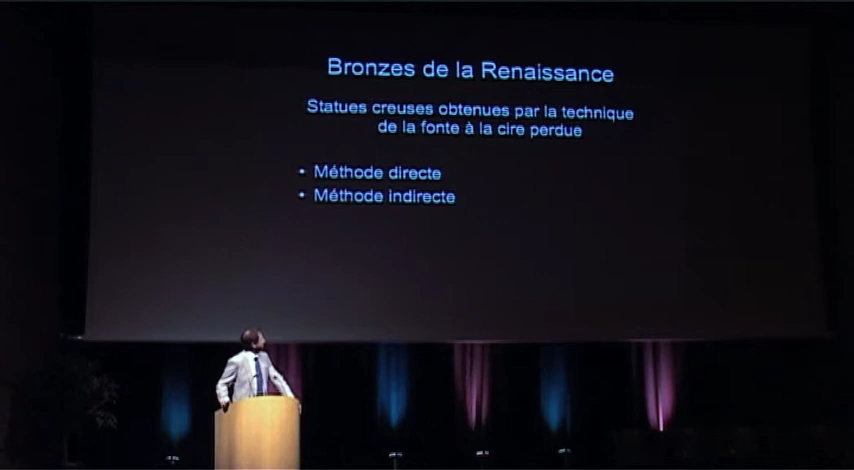 Bronzes de la Renaissance
Statues creuses obtenues par la technique
de la fonte à la cire perdue
• Méthode directe
• Méthode indirecte